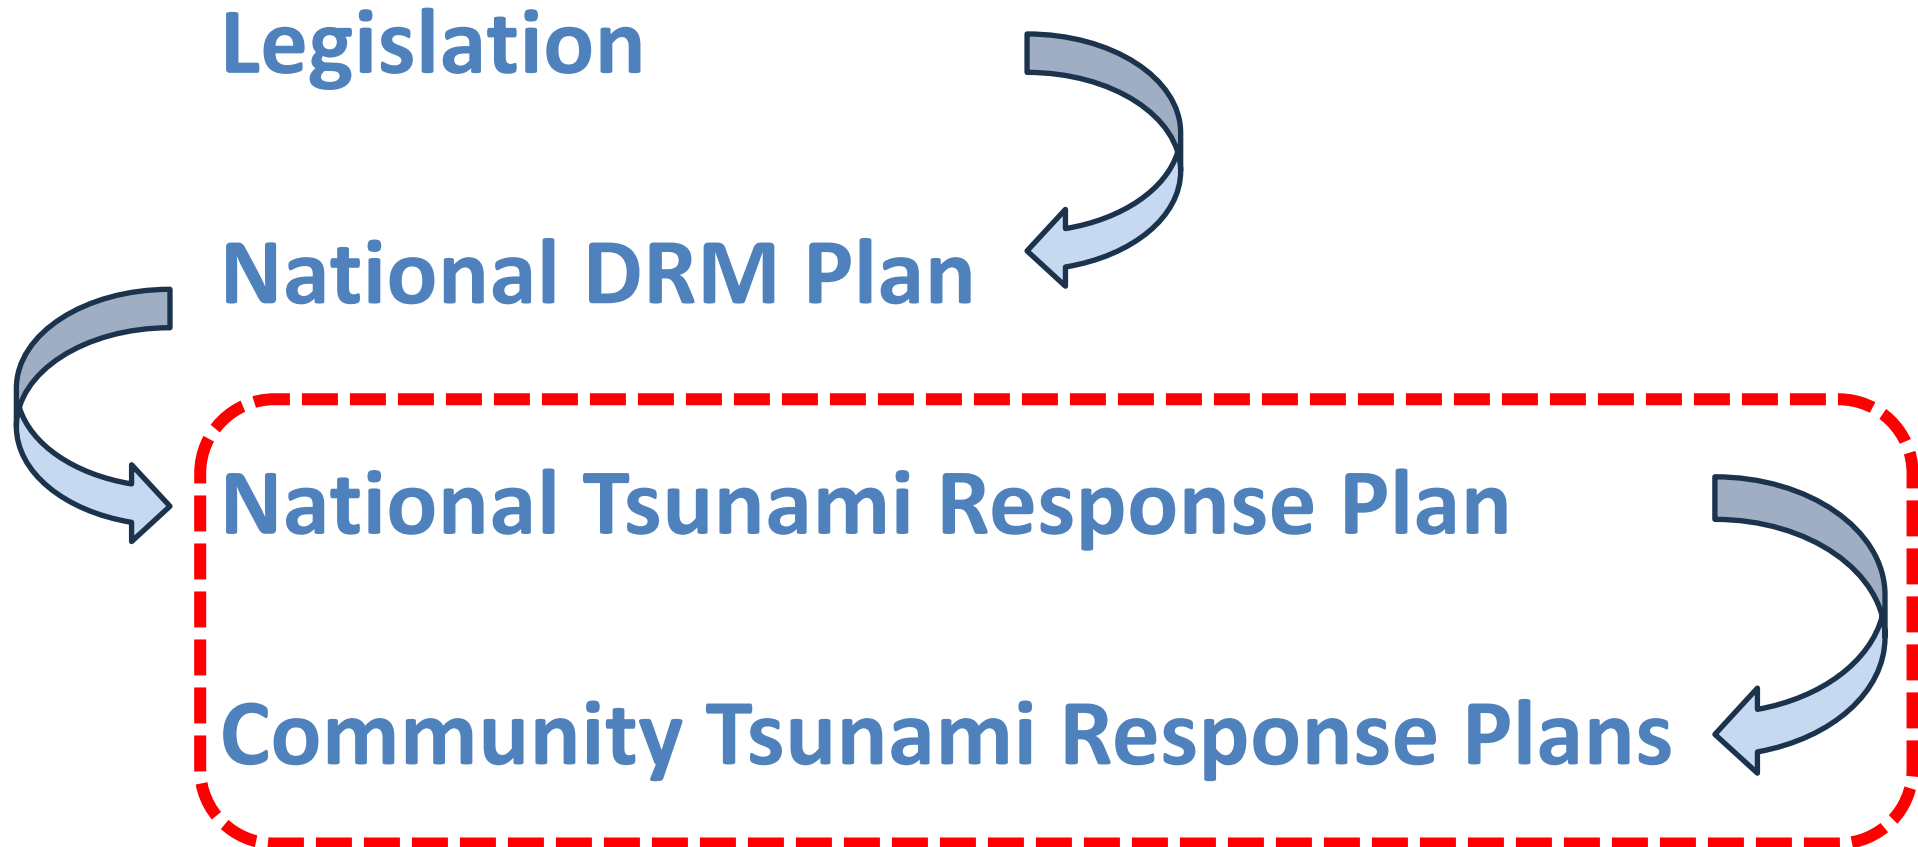 Legislation
National DRM Plan
National Tsunami Response Plan
Community Tsunami Response Plans